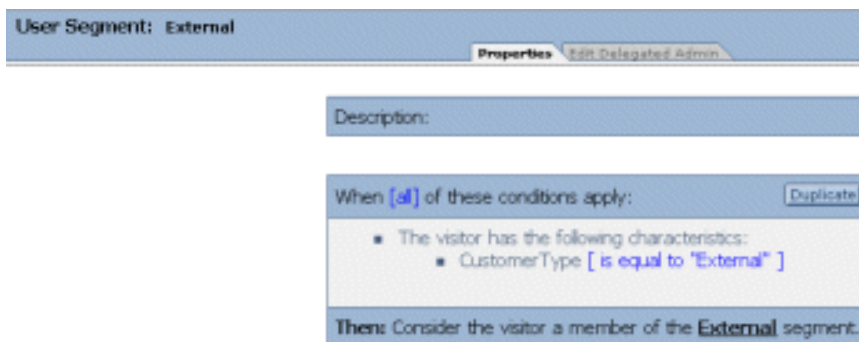 User Segment: External
Properties Edit Delegated Admin
Description:
When [all] of these conditions apply: Duplicate
The visitor has the following characteristics:
CustomerType [ is equal to "External" ]
Then: Consider the visitor a member of the External segment.